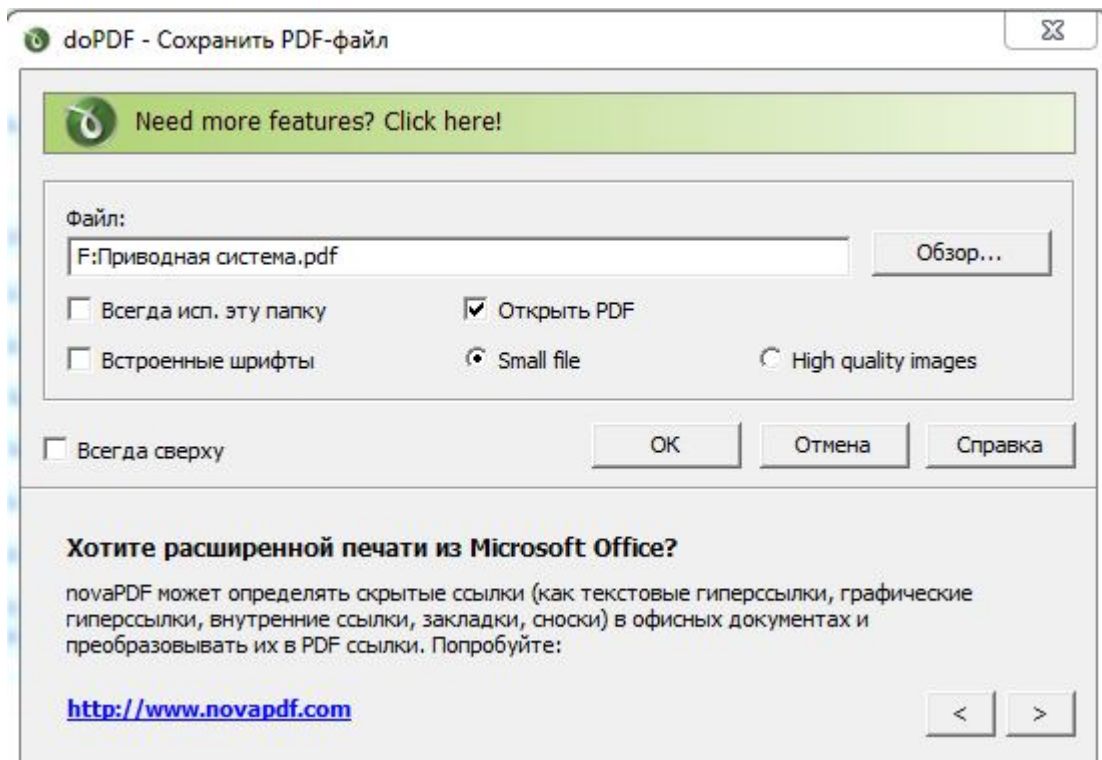 doPDF - Сохранить PDF-файл
Need more features? Click here!
Файл:
F:Приводная система.pdf
Обзор...
Всегда исп. эту папку
Открыть PDF
Встроенные шрифты
Small file
High quality images
Всегда сверху
OK
Отмена
Справка
Хотите расширенной печати из Microsoft Office?
novaPDF может определять скрытые ссылки (как текстовые гиперссылки, графические
гиперссылки, внутренние ссылки, закладки, сноски) в офисных документах и
преобразовывать их в PDF ссылки. Попробуйте:
http://www.novapdf.com
< >